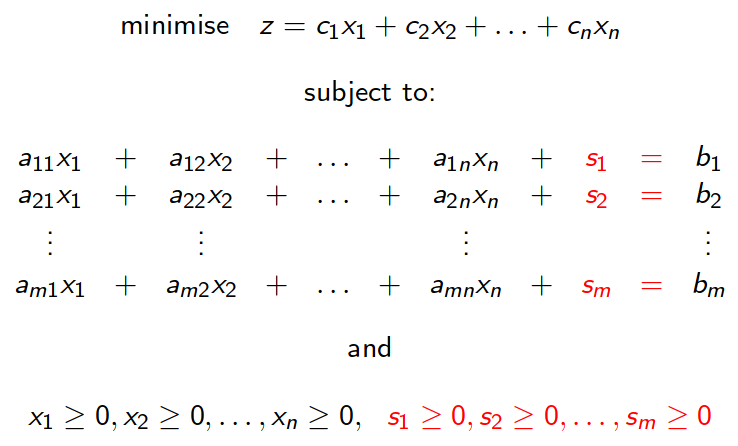 minimise z = c₁x₁ + c₂x₂ + … + cₙxₙ
subject to:
a₁₁x₁ + a₁₂x₂ + … + a₁ₙxₙ + s₁ = b₁
a₂₁x₁ + a₂₂x₂ + … + a₂ₙxₙ + s₂ = b₂
⋮ ⋮ ⋮ ⋮
aₘ₁x₁ + aₘ₂x₂ + … + aₘₙxₙ + sₘ = bₘ
and
x₁ ≥ 0, x₂ ≥ 0, …, xₙ ≥ 0, s₁ ≥ 0, s₂ ≥ 0, …, sₘ ≥ 0